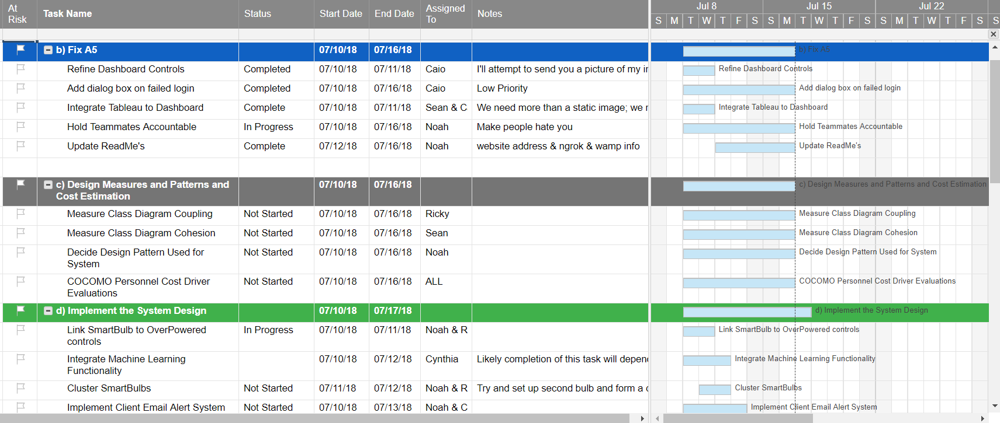 At Risk Task Name Status Start Date End Date Assigned To Notes Jul 8 Jul 15 Jul 22
S M T W T F S S M T W T F S S M T W T F S S
b) Fix A5 07/10/18 07/16/18 b) Fix A5
Refine Dashboard Controls Completed 07/10/18 07/11/18 Caio I'll attempt to send you a picture of my Refine Dashboard Controls
Add dialog box on failed login Completed 07/10/18 07/16/18 Caio Low Priority Add dialog box on failed login
Integrate Tableau to Dashboard Complete 07/10/18 07/11/18 Sean & C We need more than a static image; we Integrate Tableau to Dashboard
Hold Teammates Accountable In Progress 07/10/18 07/16/18 Noah Make people hate you Hold Teammates Accountable
Update ReadMe's Complete 07/12/18 07/16/18 Noah website address & ngrok & wamp info Update ReadMe's
c) Design Measures and Patterns and 07/10/18 07/16/18 c) Design Measures and Patterns and Cost Estimation
Cost Estimation
Measure Class Diagram Coupling Not Started 07/10/18 07/16/18 Ricky Measure Class Diagram Coupling
Measure Class Diagram Cohesion Not Started 07/10/18 07/16/18 Sean Measure Class Diagram Cohesion
Decide Design Pattern Used for Not Started 07/10/18 07/16/18 Noah Decide Design Pattern Used for System
System
COCOMO Personnel Cost Driver Not Started 07/10/18 07/16/18 ALL COCOMO Personnel Cost Driver Evaluations
Evaluations
d) Implement the System Design 07/10/18 07/17/18 d) Implement the System Design
Link SmartBulb to OverPowered In Progress 07/10/18 07/11/18 Noah & R Link SmartBulb to OverPowered controls
controls
Integrate Machine Learning 07/10/18 07/12/18 Cynthia Likely completion of this task will depen Integrate Machine Learning Functionality
Functionality
Cluster SmartBulbs Not Started 07/11/18 07/12/18 Noah & R Try and set up second bulb and form a Cluster SmartBulbs
Implement Client Email Alert System Not Started 07/10/18 07/13/18 Noah & C Implement Client Email Alert System